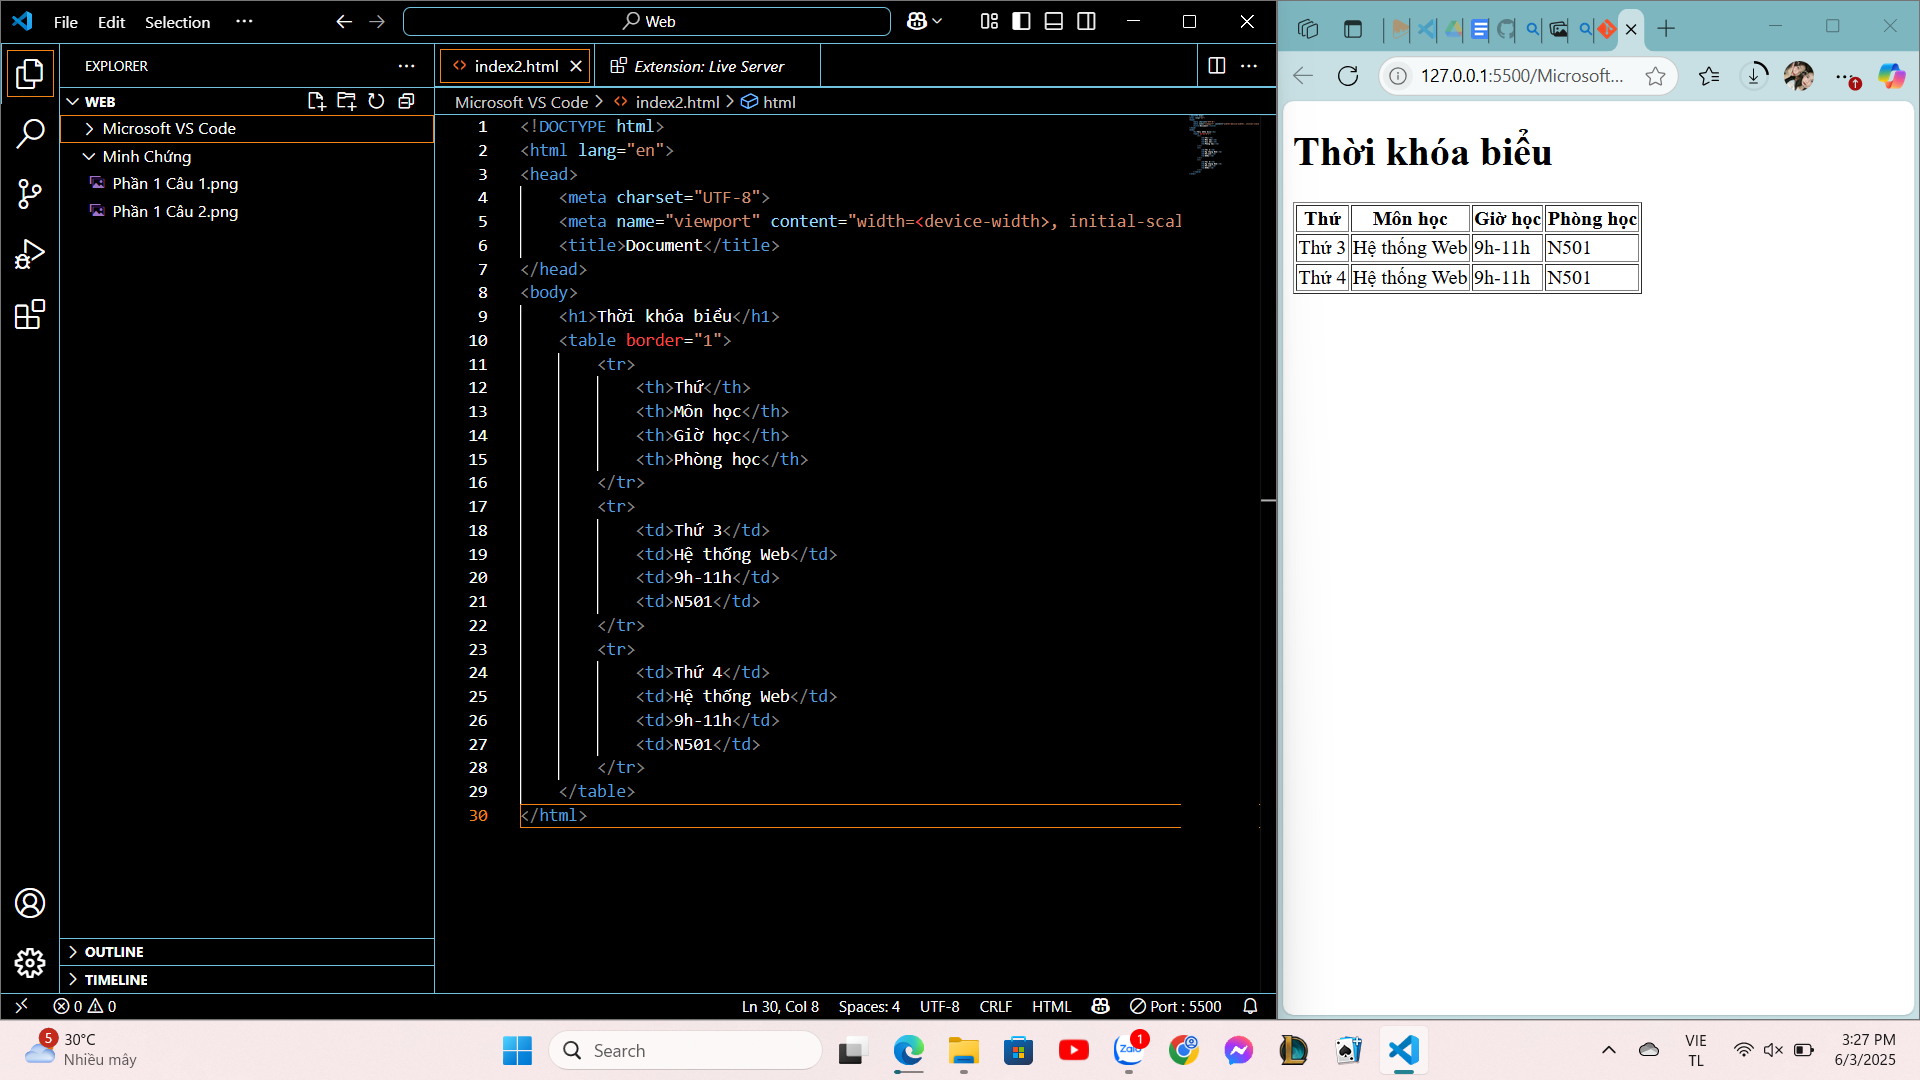 File Edit Selection ···
Web
EXPLORER
WEB
Microsoft VS Code
Minh Chứng
Phần 1 Câu 1.png
Phần 1 Câu 2.png
OUTLINE
TIMELINE
index2.html
Extension: Live Server
Microsoft VS Code > index2.html > html
1 <!DOCTYPE html>
2 <html lang="en">
3 <head>
4 <meta charset="UTF-8">
5 <meta name="viewport" content="width=<device-width>, initial-scal
6 <title>Document</title>
7 </head>
8 <body>
9 <h1>Thời khóa biểu</h1>
10 <table border="1">
11 <tr>
12 <th>Thứ</th>
13 <th>Môn học</th>
14 <th>Giờ học</th>
15 <th>Phòng học</th>
16 </tr>
17 <tr>
18 <td>Thứ 3</td>
19 <td>Hệ thống Web</td>
20 <td>9h-11h</td>
21 <td>N501</td>
22 </tr>
23 <tr>
24 <td>Thứ 4</td>
25 <td>Hệ thống Web</td>
26 <td>9h-11h</td>
27 <td>N501</td>
28 </tr>
29 </table>
30 </html>
0 0
Ln 30, Col 8 Spaces: 4 UTF-8 CRLF HTML Port : 5500
127.0.0.1:5500/Microsoft...
Thời khóa biểu
Thứ Môn học Giờ học Phòng học
Thứ 3 Hệ thống Web 9h-11h N501
Thứ 4 Hệ thống Web 9h-11h N501
5
30°C
Nhiều mây
Search
Zalo
1
VIE
TL
3:27 PM
6/3/2025